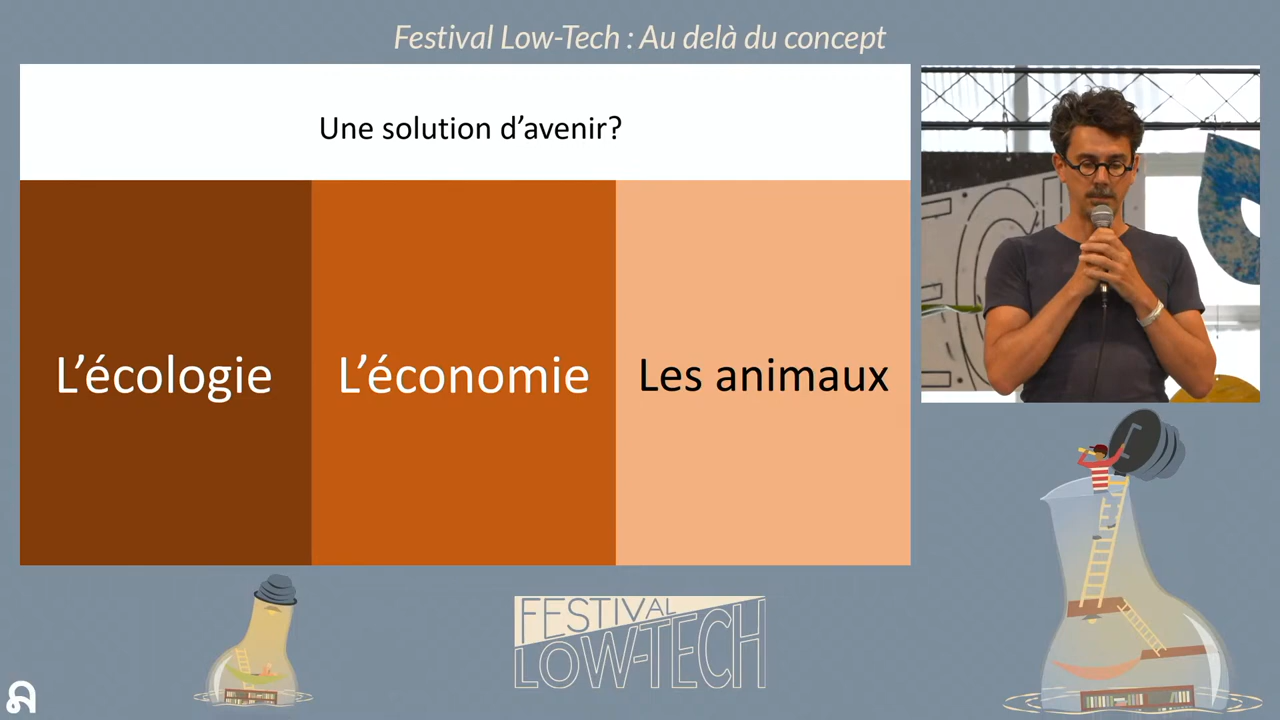 Festival Low-Tech : Au delà du concept
Une solution d’avenir?
L’écologie
L’économie
Les animaux
FESTIVAL
LOW-TECH